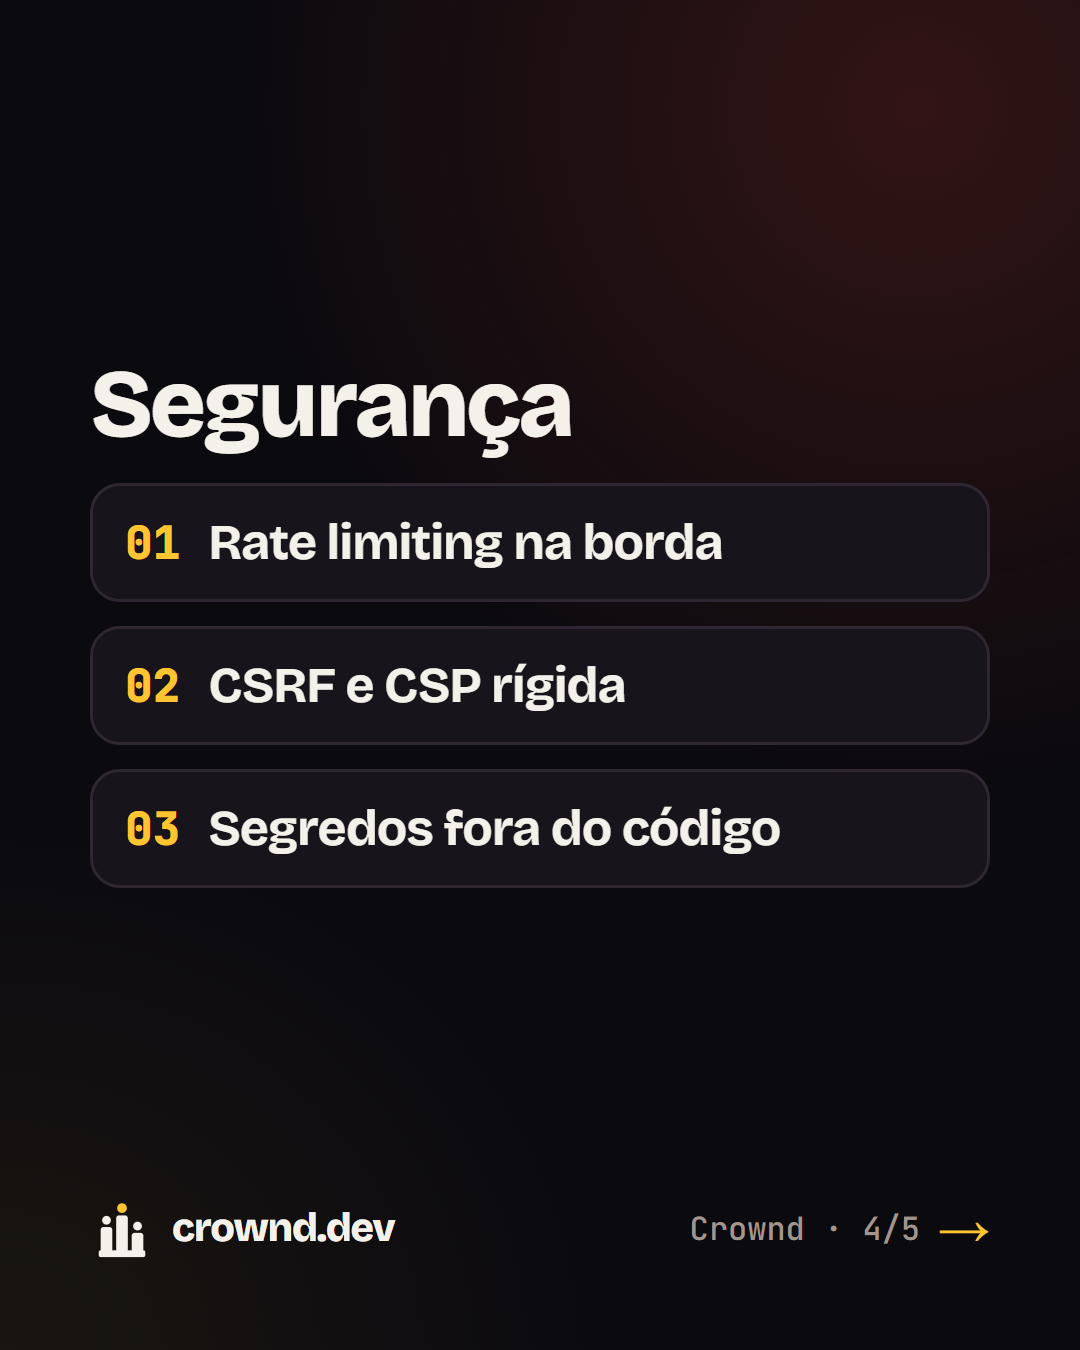 Segurança
01 Rate limiting na borda
02 CSRF e CSP rígida
03 Segredos fora do código
crownd.dev
Crownd · 4/5 →